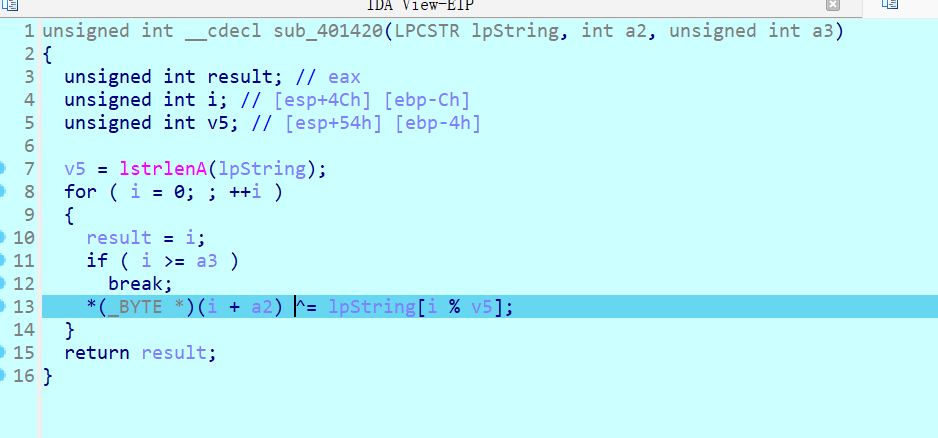 IDA View-EIP
1 unsigned int __cdecl sub_401420(LPCSTR lpString, int a2, unsigned int a3)
2 {
3   unsigned int result; // eax
4   unsigned int i; // [esp+4Ch] [ebp-Ch]
5   unsigned int v5; // [esp+54h] [ebp-4h]
6
7   v5 = lstrlenA(lpString);
8   for ( i = 0; ; ++i )
9   {
10     result = i;
11     if ( i >= a3 )
12       break;
13     *(_BYTE *)(i + a2) ^= lpString[i % v5];
14   }
15   return result;
16 }